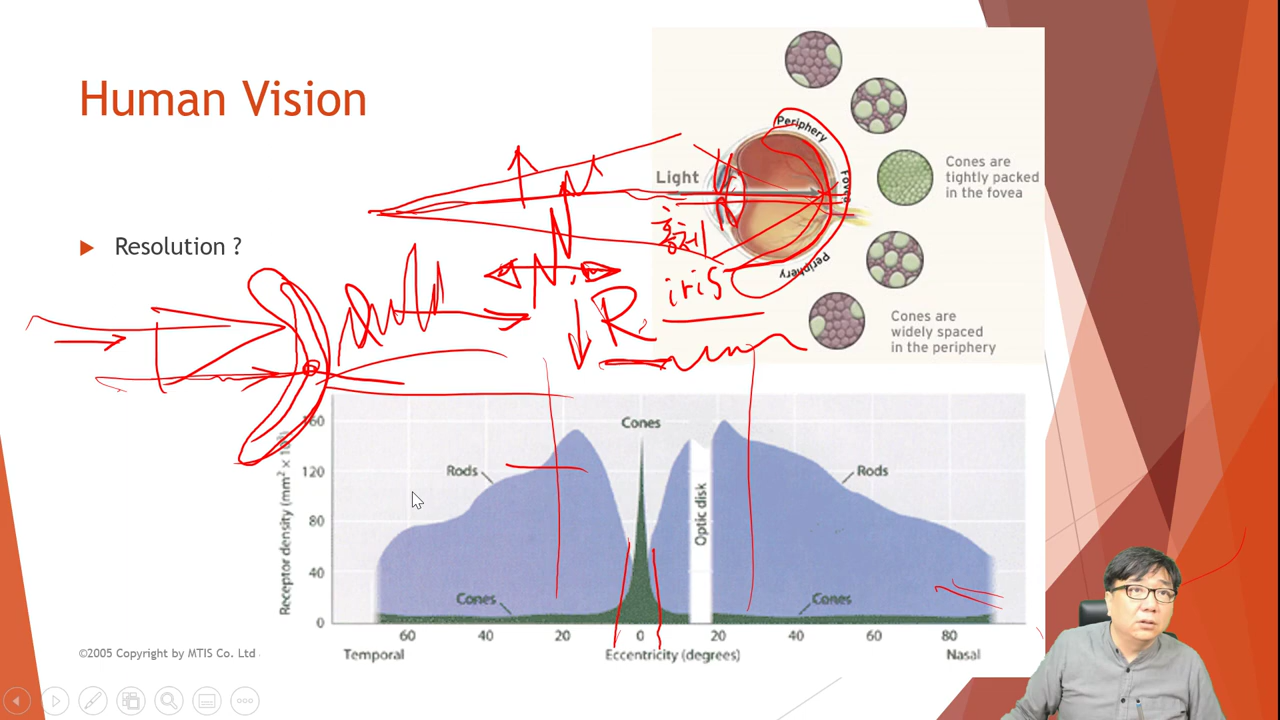 Human Vision
Resolution ?
Periphery
Light
Fovea
Periphery
Cones are
tightly packed
in the fovea
Cones are
widely spaced
in the periphery
홍채
iris
R
Receptor density (mm² × 10³)
160
120
80
40
0
Rods
Cones
Optic disk
Rods
Cones
Cones
60 40 20 0 20 40 60 80
Temporal Eccentricity (degrees) Nasal
©2005 Copyright by MTIS Co. Ltd